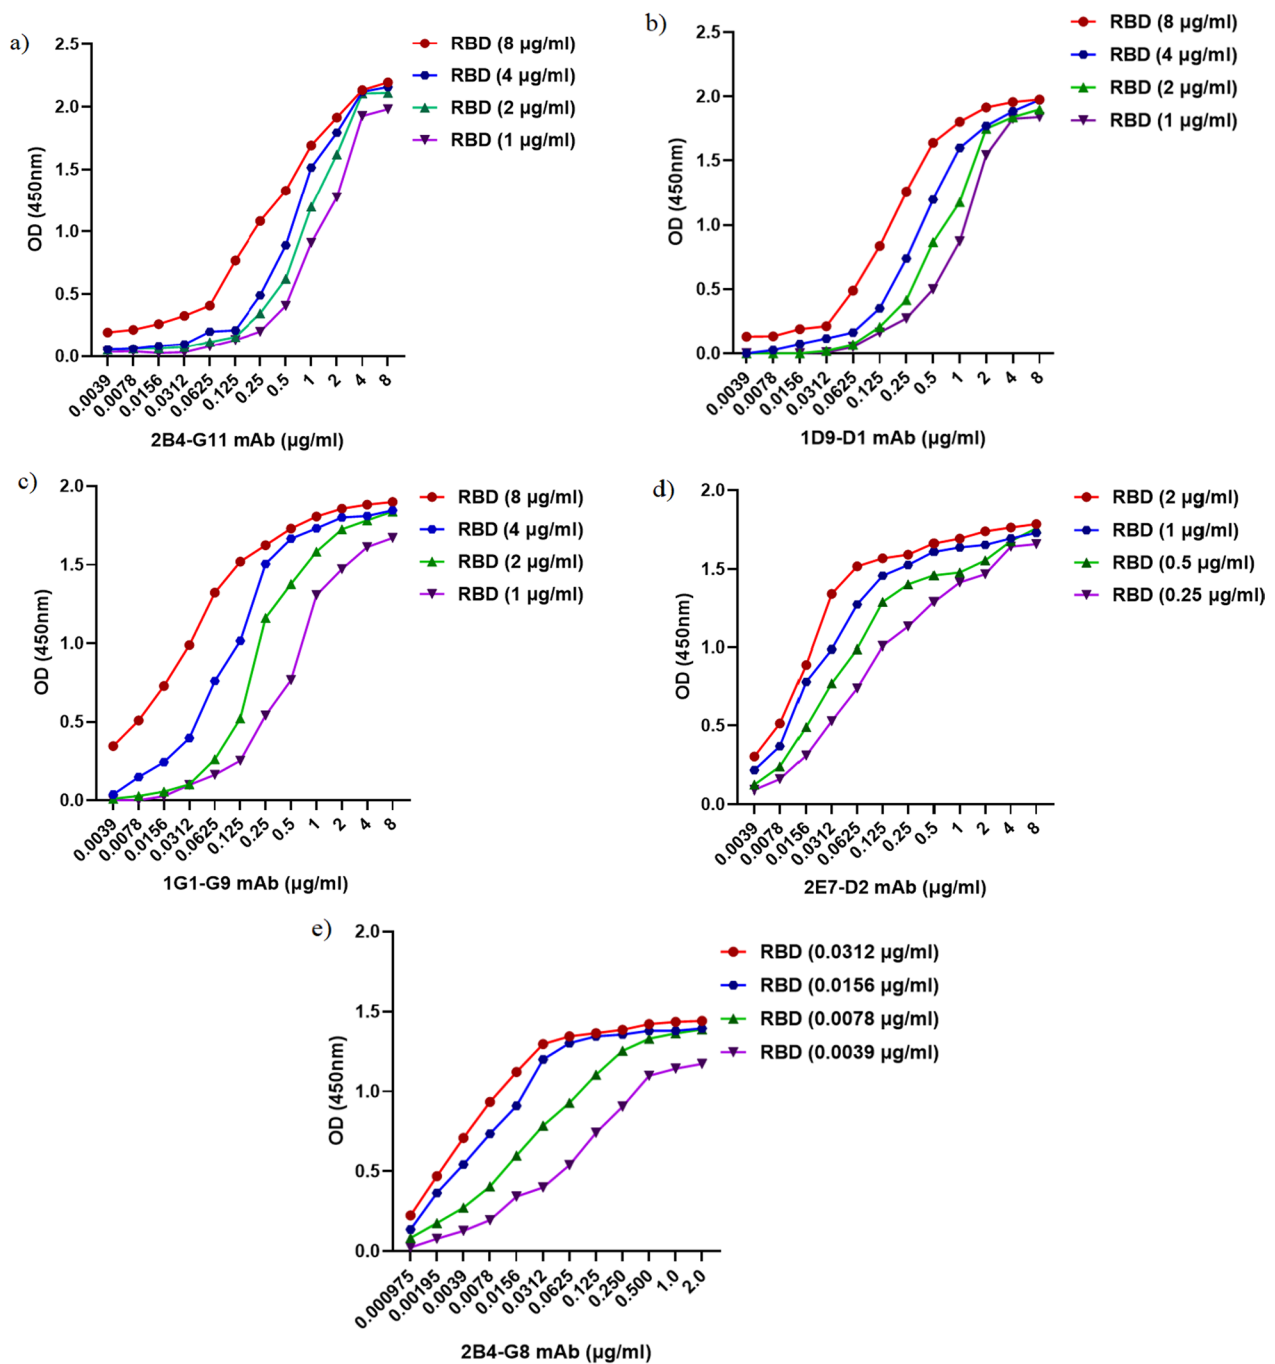 a)
2.5
2.0
1.5
1.0
0.5
0.0
OD (450nm)
0.0039
0.0078
0.0156
0.0312
0.0625
0.125
0.25
0.5
1
2
4
8
2B4-G11 mAb (µg/ml)
RBD (8 µg/ml)
RBD (4 µg/ml)
RBD (2 µg/ml)
RBD (1 µg/ml)
b)
2.5
2.0
1.5
1.0
0.5
0.0
OD (450nm)
0.0039
0.0078
0.0156
0.0312
0.0625
0.125
0.25
0.5
1
2
4
8
1D9-D1 mAb (µg/ml)
RBD (8 µg/ml)
RBD (4 µg/ml)
RBD (2 µg/ml)
RBD (1 µg/ml)
c)
2.0
1.5
1.0
0.5
0.0
OD (450nm)
0.0039
0.0078
0.0156
0.0312
0.0625
0.125
0.25
0.5
1
2
4
8
1G1-G9 mAb (µg/ml)
RBD (8 µg/ml)
RBD (4 µg/ml)
RBD (2 µg/ml)
RBD (1 µg/ml)
d)
2.0
1.5
1.0
0.5
0.0
OD (450nm)
0.0039
0.0078
0.0156
0.0312
0.0625
0.125
0.25
0.5
1
2
4
8
2E7-D2 mAb (µg/ml)
RBD (2 µg/ml)
RBD (1 µg/ml)
RBD (0.5 µg/ml)
RBD (0.25 µg/ml)
e)
2.0
1.5
1.0
0.5
0.0
OD (450nm)
0.000975
0.00195
0.0039
0.0078
0.0156
0.0312
0.0625
0.125
0.250
0.500
1.0
2.0
2B4-G8 mAb (µg/ml)
RBD (0.0312 µg/ml)
RBD (0.0156 µg/ml)
RBD (0.0078 µg/ml)
RBD (0.0039 µg/ml)